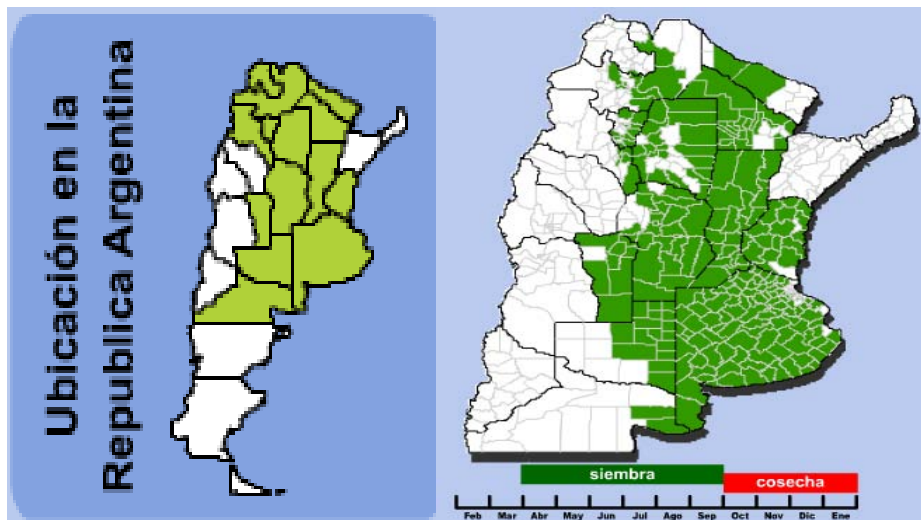 Ubicación en la
Republica Argentina
siembra
cosecha
Feb Mar Abr May Jun Jul Ago Sep Oct Nov Dic Ene